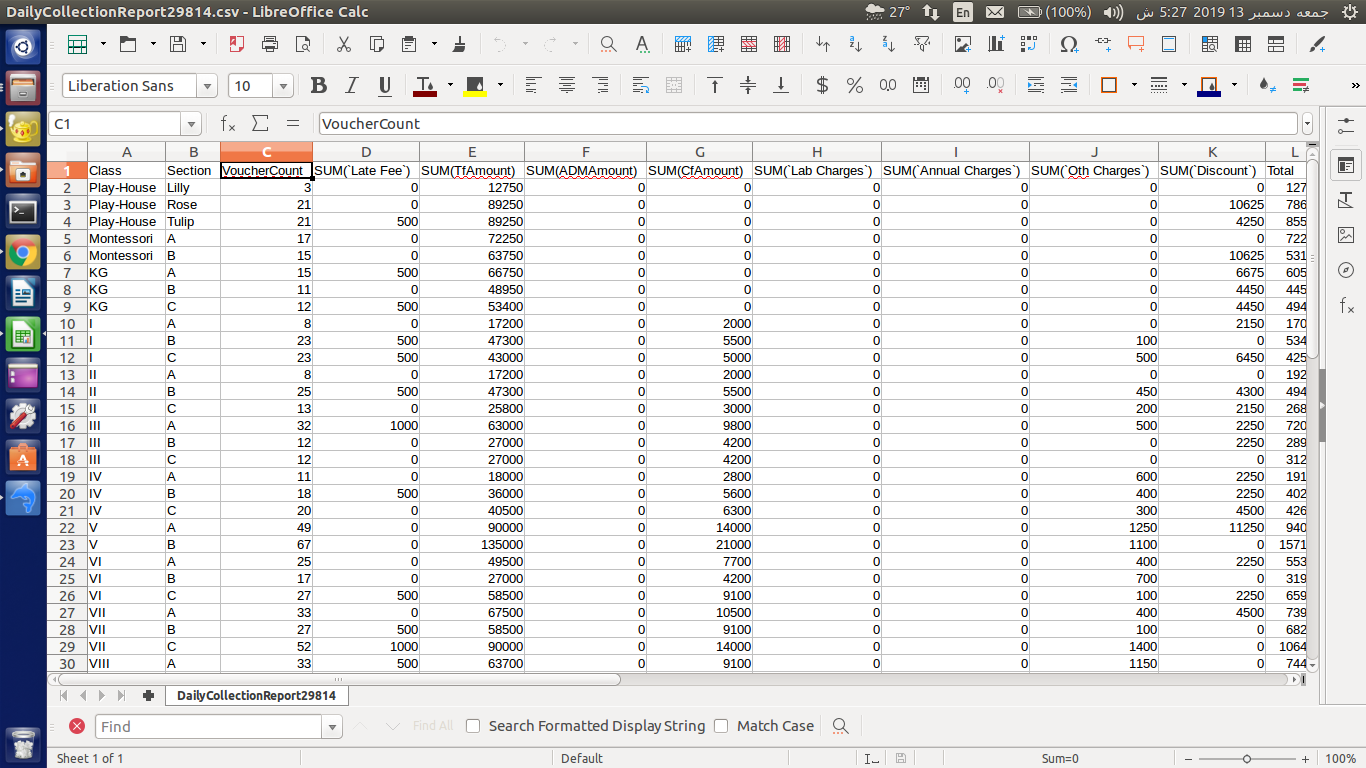 DailyCollectionReport29814.csv - LibreOffice Calc 27° En (100%) جمعه دسمبر 13 2019 5:27 ش
Liberation Sans 10
C1 VoucherCount
A B C D E F G H I J K L
1 Class Section VoucherCount SUM(`Late Fee`) SUM(TfAmount) SUM(ADMAmount) SUM(CfAmount) SUM(`Lab Charges`) SUM(`Annual Charges`) SUM(`Oth Charges`) SUM(`Discount`) Total
2 Play-House Lilly 3 0 12750 0 0 0 0 0 0 127
3 Play-House Rose 21 0 89250 0 0 0 0 0 10625 786
4 Play-House Tulip 21 500 89250 0 0 0 0 0 4250 855
5 Montessori A 17 0 72250 0 0 0 0 0 0 722
6 Montessori B 15 0 63750 0 0 0 0 0 10625 531
7 KG A 15 500 66750 0 0 0 0 0 6675 605
8 KG B 11 0 48950 0 0 0 0 0 4450 445
9 KG C 12 500 53400 0 0 0 0 0 4450 494
10 I A 8 0 17200 0 2000 0 0 0 2150 170
11 I B 23 500 47300 0 5500 0 0 100 0 534
12 I C 23 500 43000 0 5000 0 0 500 6450 425
13 II A 8 0 17200 0 2000 0 0 0 0 192
14 II B 25 500 47300 0 5500 0 0 450 4300 494
15 II C 13 0 25800 0 3000 0 0 200 2150 268
16 III A 32 1000 63000 0 9800 0 0 500 2250 720
17 III B 12 0 27000 0 4200 0 0 0 2250 289
18 III C 12 0 27000 0 4200 0 0 0 0 312
19 IV A 11 0 18000 0 2800 0 0 600 2250 191
20 IV B 18 500 36000 0 5600 0 0 400 2250 402
21 IV C 20 0 40500 0 6300 0 0 300 4500 426
22 V A 49 0 90000 0 14000 0 0 1250 11250 940
23 V B 67 0 135000 0 21000 0 0 1100 0 1571
24 VI A 25 0 49500 0 7700 0 0 400 2250 553
25 VI B 17 0 27000 0 4200 0 0 700 0 319
26 VI C 27 500 58500 0 9100 0 0 100 2250 659
27 VII A 33 0 67500 0 10500 0 0 400 4500 739
28 VII B 27 500 58500 0 9100 0 0 100 0 682
29 VII C 52 1000 90000 0 14000 0 0 1400 0 1064
30 VIII A 33 500 63700 0 9100 0 0 1150 0 744
DailyCollectionReport29814
Find Find All Search Formatted Display String Match Case
Sheet 1 of 1 Default Sum=0 100%